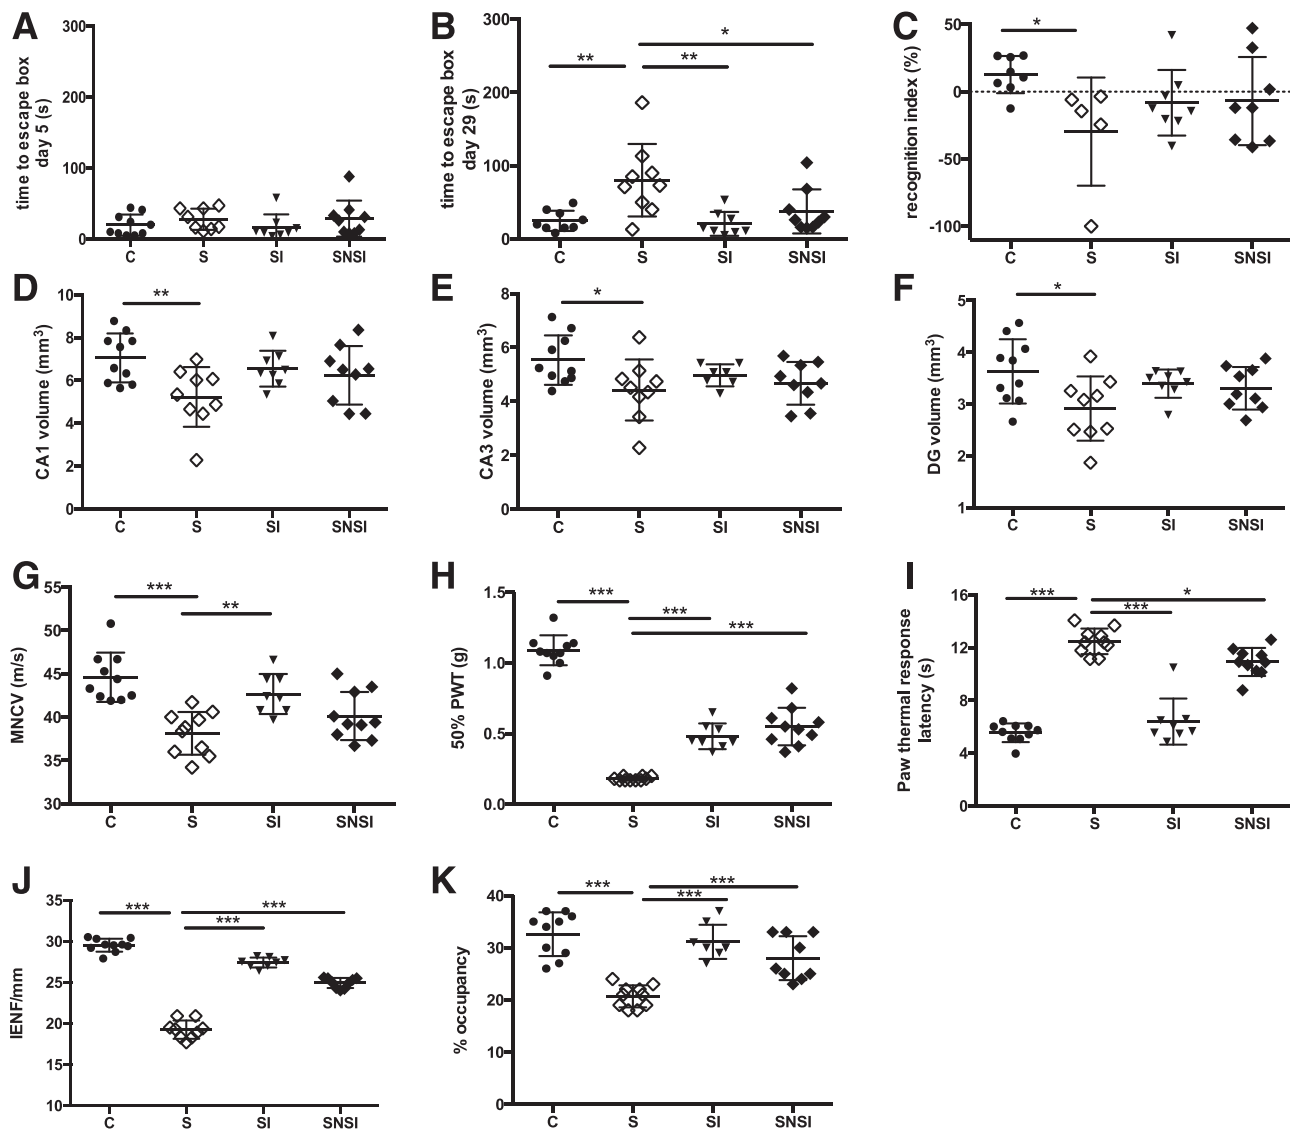 A
time to escape box
day 5 (s)
300
200
100
0
C S SI SNSI
B
time to escape box
day 29 (s)
300
200
100
0
** ** *
C S SI SNSI
C
recognition index (%)
50
0
-50
-100
*
C S SI SNSI
D
CA1 volume (mm³)
10
8
6
4
2
0
**
C S SI SNSI
E
CA3 volume (mm³)
8
6
4
2
0
*
C S SI SNSI
F
DG volume (mm³)
5
4
3
2
1
*
C S SI SNSI
G
MNCV (m/s)
55
50
45
40
35
30
*** **
C S SI SNSI
H
50% PWT (g)
1.5
1.0
0.5
0.0
*** *** ***
C S SI SNSI
I
Paw thermal response
latency (s)
16
12
8
4
0
*** *** *
C S SI SNSI
J
IENF/mm
35
30
25
20
15
10
*** *** ***
C S SI SNSI
K
% occupancy
40
30
20
10
0
*** *** ***
C S SI SNSI